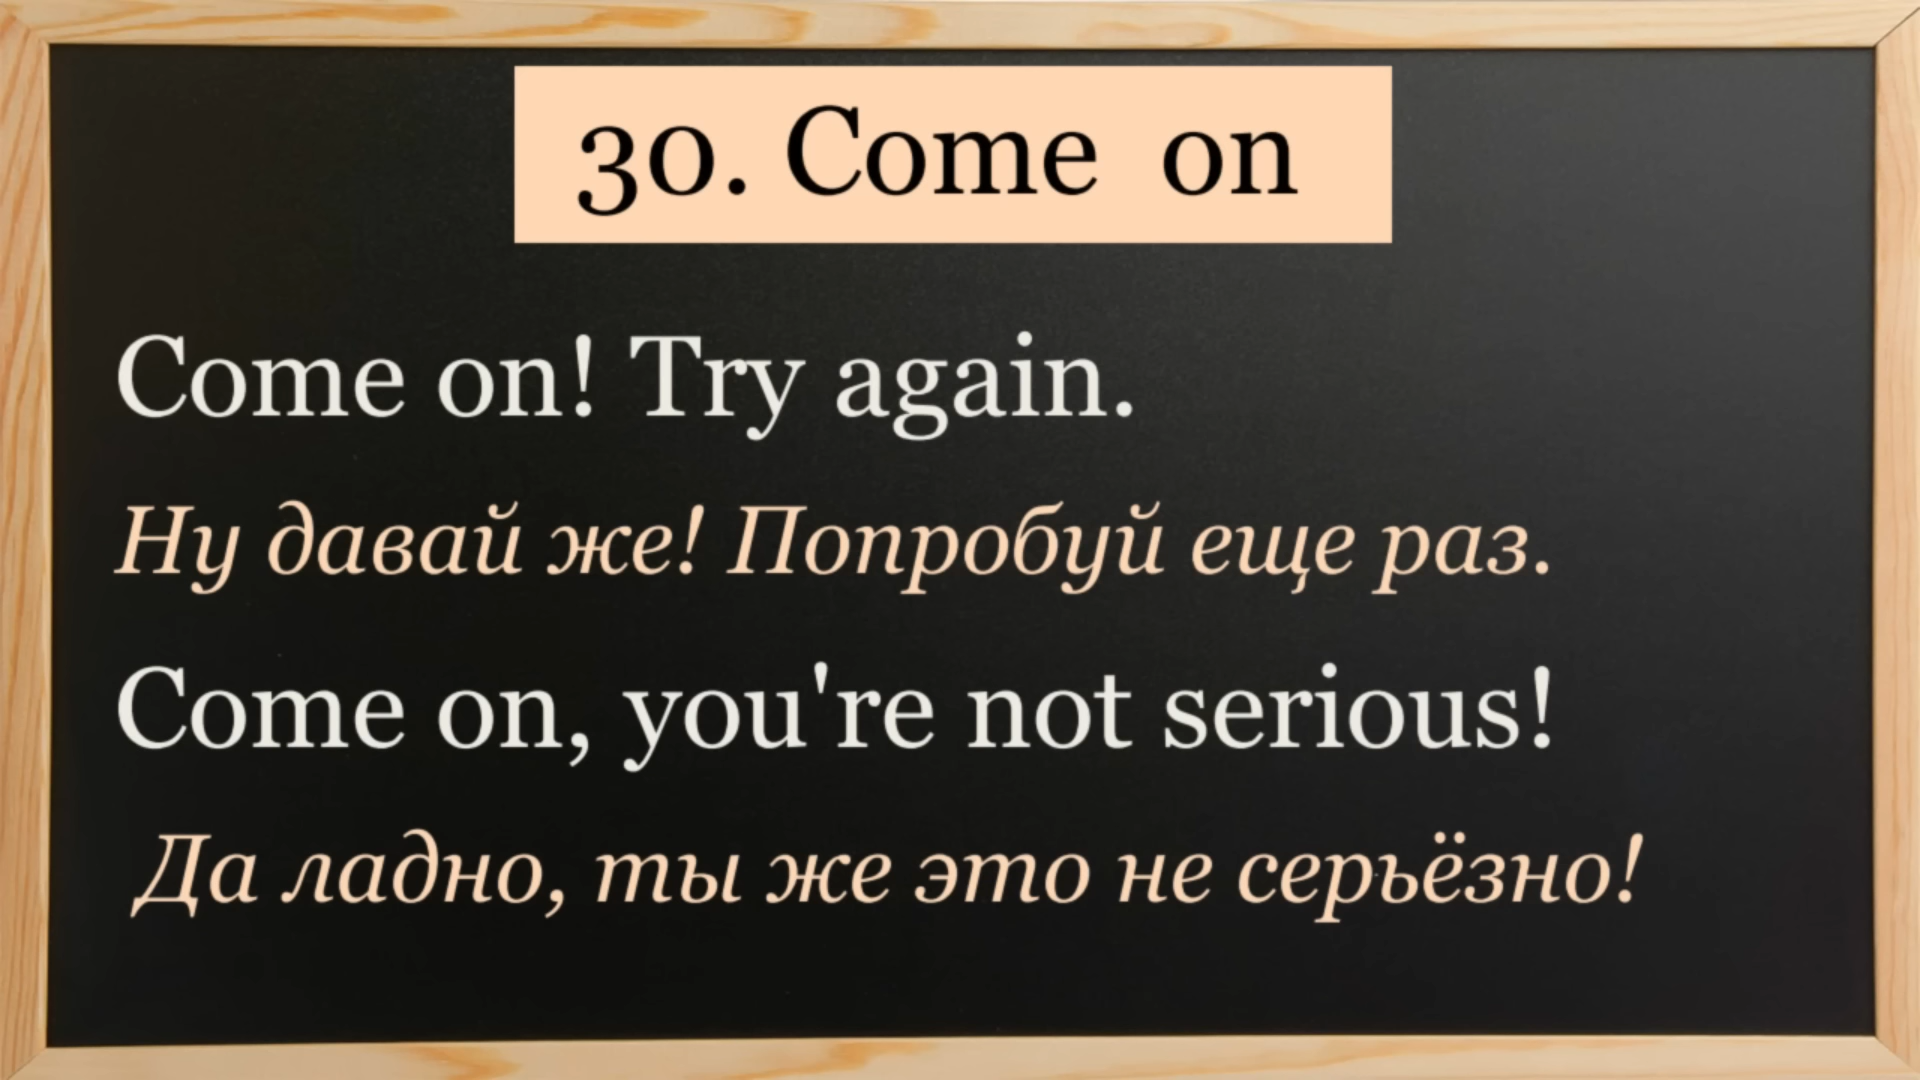 30. Come on
Come on! Try again.
Ну давай же! Попробуй еще раз.
Come on, you're not serious!
Да ладно, ты же это не серьёзно!